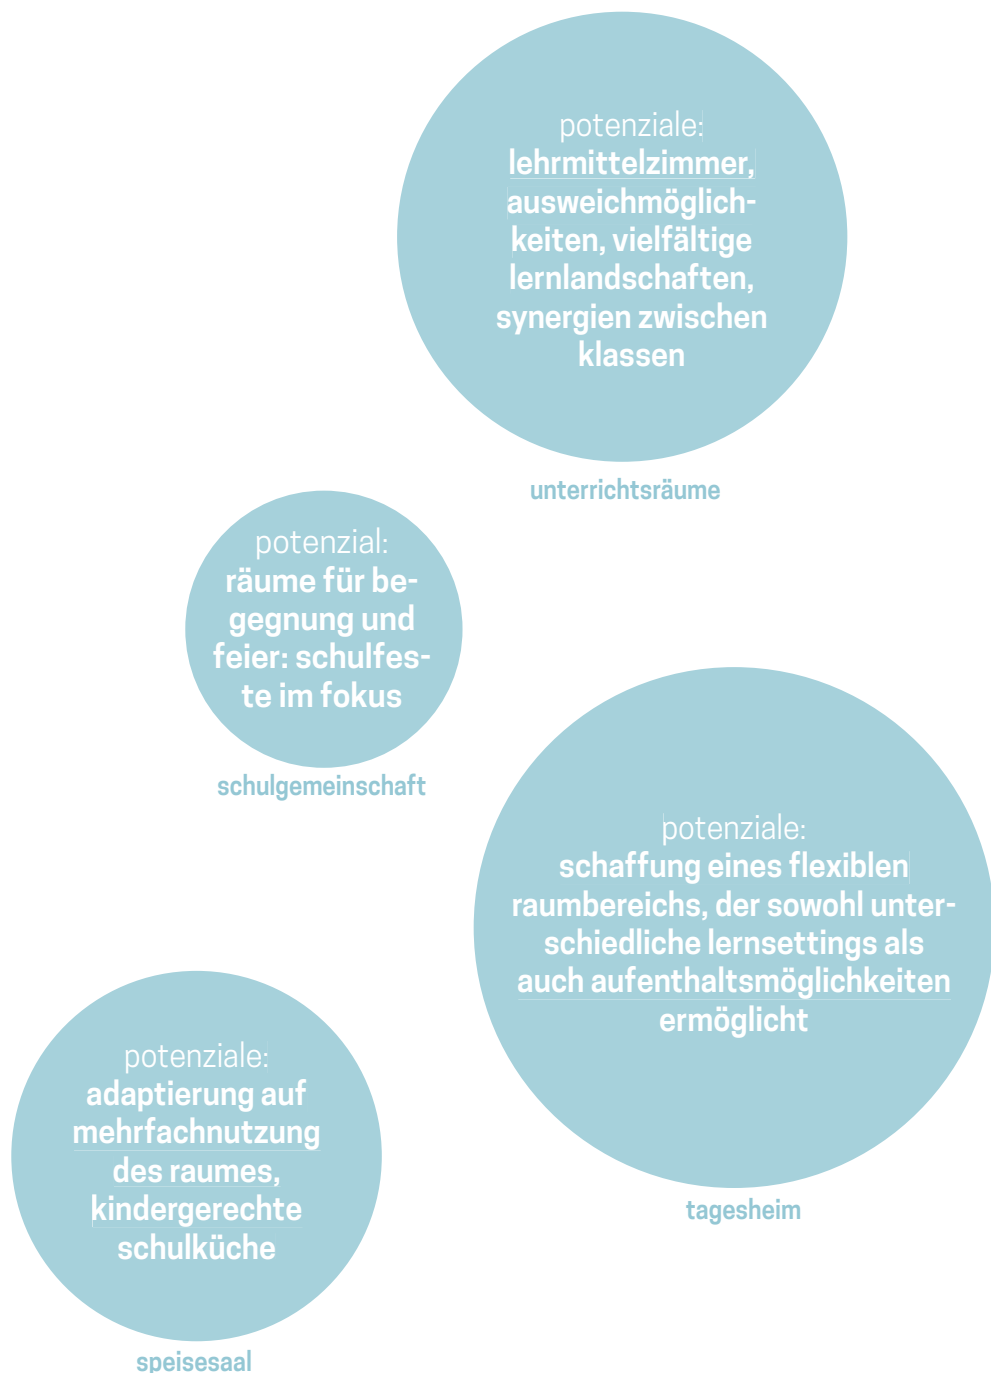 potenziale:
lehrmittelzimmer,
ausweichmöglich-
keiten, vielfältige
lernlandschaften,
synergien zwischen
klassen
unterrichtsräume
potenzial:
räume für be-
gegnung und
feier: schulfes-
te im fokus
schulgemeinschaft
potenziale:
schaffung eines flexiblen
raumbereichs, der sowohl unter-
schiedliche lernsettings als
auch aufenthaltsmöglichkeiten
ermöglicht
tagesheim
potenziale:
adaptierung auf
mehrfachnutzung
des raumes,
kindergerechte
schulküche
speisesaal